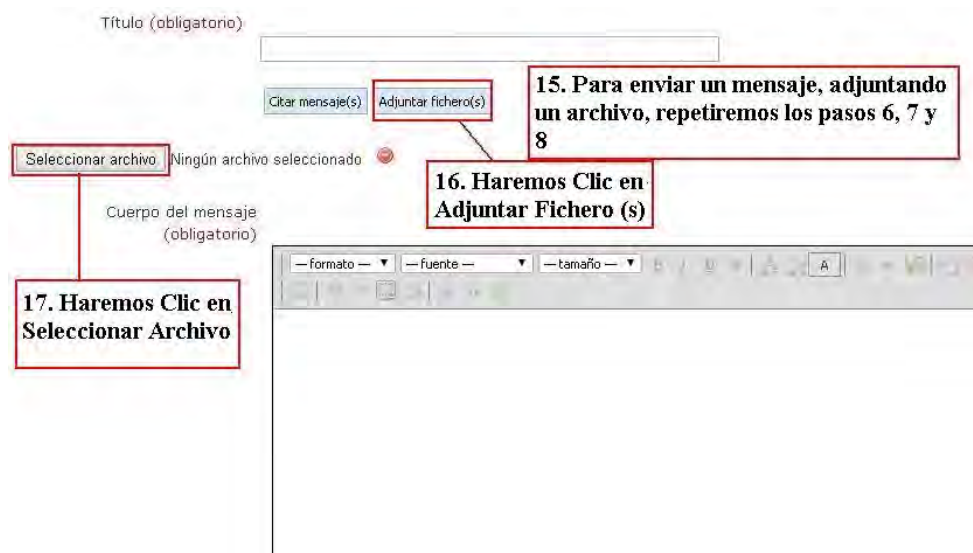 Título (obligatorio)
Citar mensaje(s) Adjuntar fichero(s)
15. Para enviar un mensaje, adjuntando
un archivo, repetiremos los pasos 6, 7 y
8
Seleccionar archivo Ningún archivo seleccionado
16. Haremos Clic en
Adjuntar Fichero (s)
Cuerpo del mensaje
(obligatorio)
— formato — — fuente — — tamaño — A
17. Haremos Clic en
Seleccionar Archivo